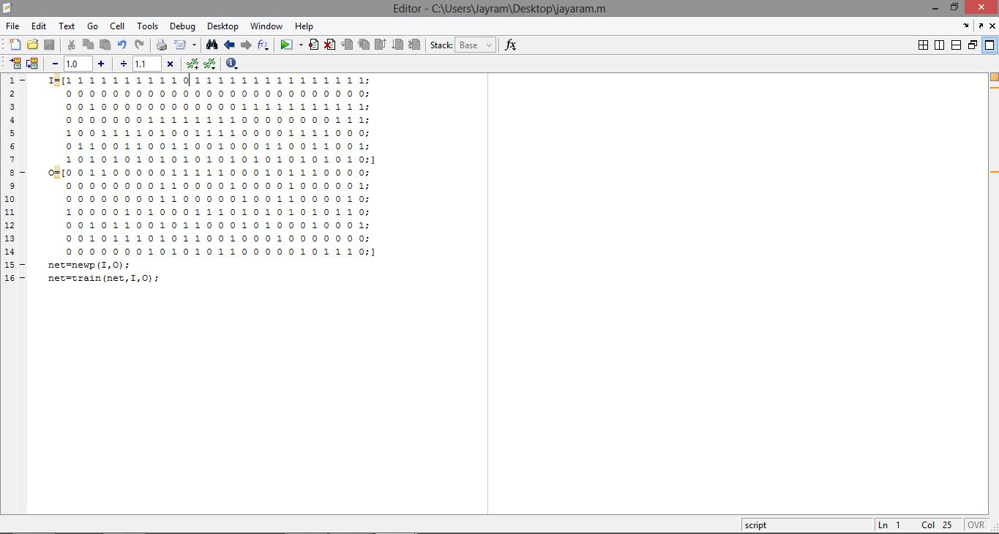 Editor - C:\Users\Jayram\Desktop\jayaram.m
File Edit Text Go Cell Tools Debug Desktop Window Help
Stack: Base fx
− 1.0 + ÷ 1.1 ×
1 – I=[1 1 1 1 1 1 1 1 1 1 0 1 1 1 1 1 1 1 1 1 1 1 1 1 1 1;
2 0 0 0 0 0 0 0 0 0 0 0 0 0 0 0 0 0 0 0 0 0 0 0 0 0 0;
3 0 0 1 0 0 0 0 0 0 0 0 0 0 0 0 1 1 1 1 1 1 1 1 1 1 1;
4 0 0 0 0 0 0 0 1 1 1 1 1 1 1 1 0 0 0 0 0 0 0 0 1 1 1;
5 1 0 0 1 1 1 1 0 1 0 0 1 1 1 1 0 0 0 0 1 1 1 1 0 0 0;
6 0 1 1 0 0 1 1 0 0 1 1 0 0 1 0 0 0 1 1 0 0 1 1 0 0 1;
7 1 0 1 0 1 0 1 0 1 0 1 0 1 0 1 0 1 0 1 0 1 0 1 0 1 0;]
8 – O=[0 0 1 1 0 0 0 0 0 1 1 1 1 1 0 0 0 1 0 1 1 1 0 0 0 0;
9 0 0 0 0 0 0 0 0 1 1 0 0 0 0 1 0 0 0 0 1 0 0 0 0 0 1;
10 0 0 0 0 0 0 0 0 1 1 0 0 0 0 0 1 0 0 1 1 0 0 0 0 1 0;
11 1 0 0 0 0 1 0 1 0 0 0 1 1 1 0 1 0 1 0 1 0 1 0 1 1 0;
12 0 0 1 0 1 1 0 0 1 0 1 1 0 0 0 1 0 1 0 0 0 1 0 0 0 1;
13 0 0 1 0 1 1 1 0 1 0 1 1 0 0 1 0 0 0 1 0 0 0 0 0 0 0;
14 0 0 0 0 0 0 0 1 0 1 0 1 0 1 1 0 0 0 0 0 1 0 1 1 1 0;]
15 – net=newp(I,O);
16 – net=train(net,I,O);
script Ln 1 Col 25 OVR